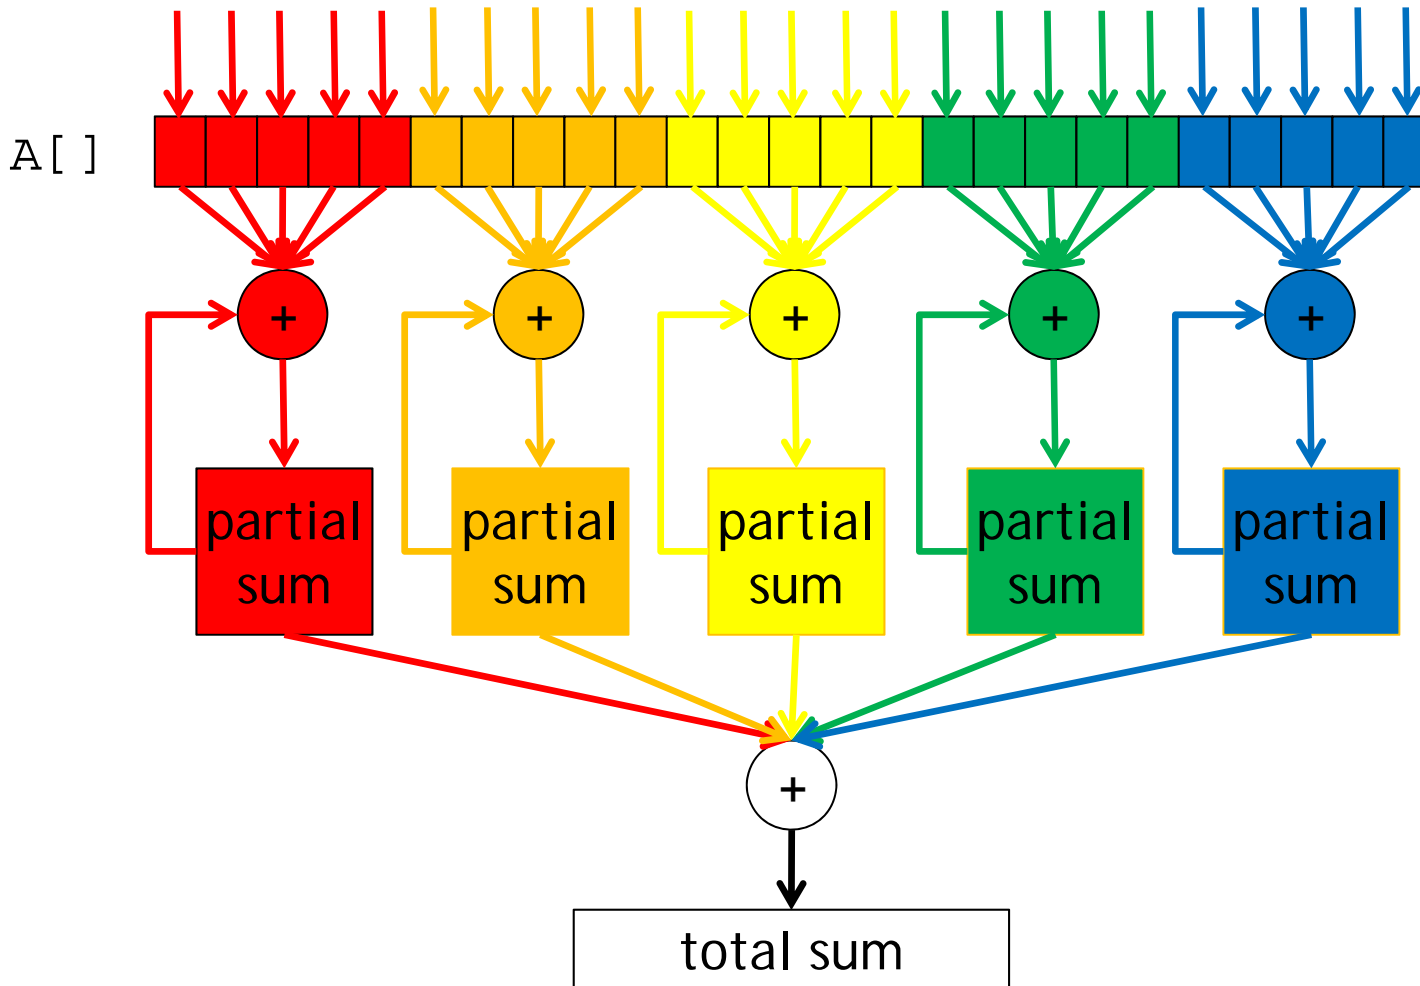 A[ ]
+ + + + +
partial partial partial partial partial
sum sum sum sum sum
+
total sum